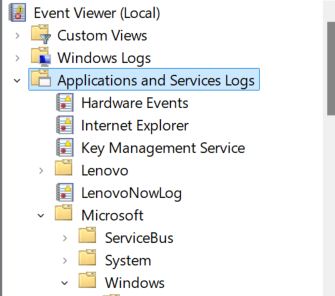 Event Viewer (Local)
Custom Views
Windows Logs
Applications and Services Logs
Hardware Events
Internet Explorer
Key Management Service
Lenovo
LenovoNowLog
Microsoft
ServiceBus
System
Windows